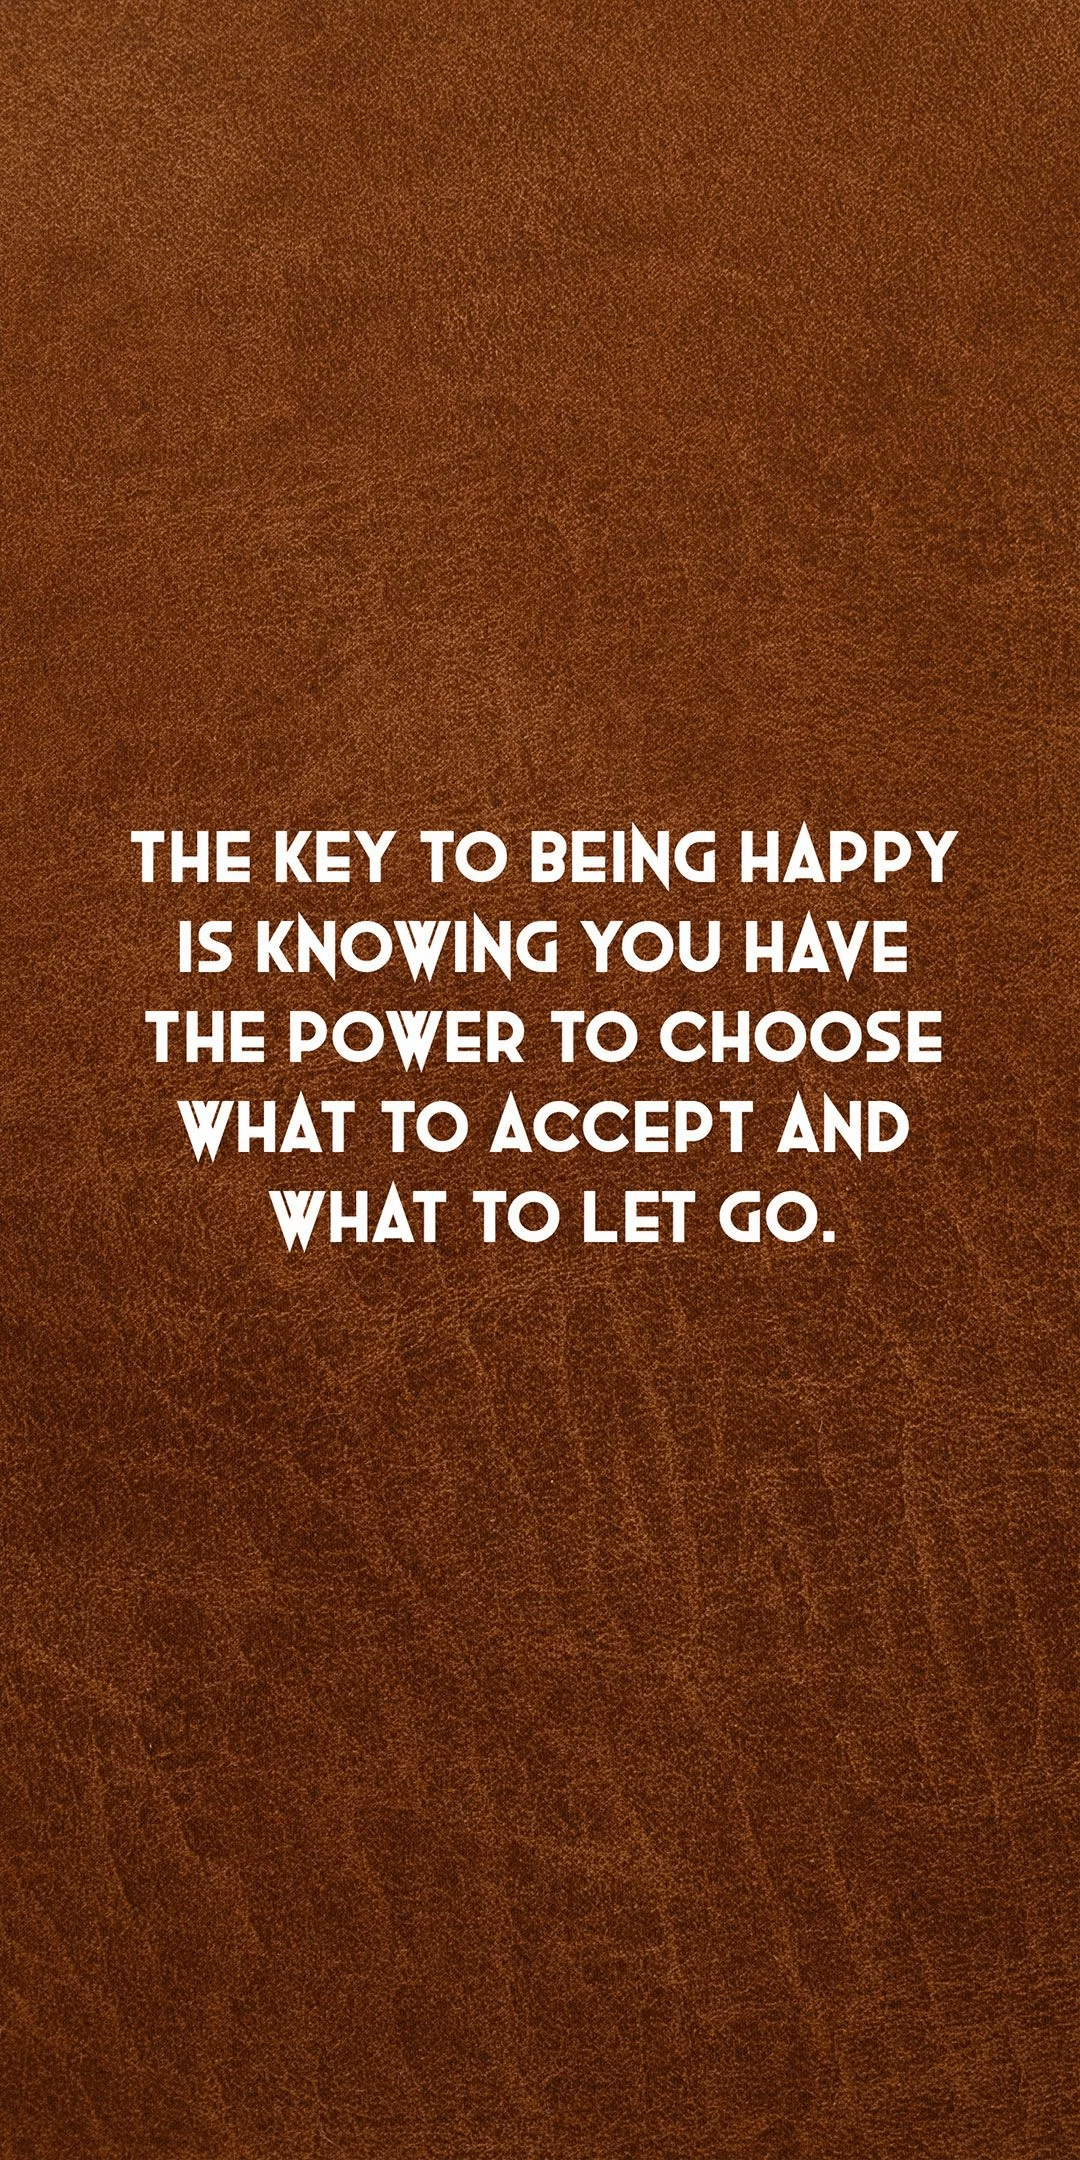 THE KEY TO BEING HAPPY
IS KNOWING YOU HAVE
THE POWER TO CHOOSE
WHAT TO ACCEPT AND
WHAT TO LET GO.